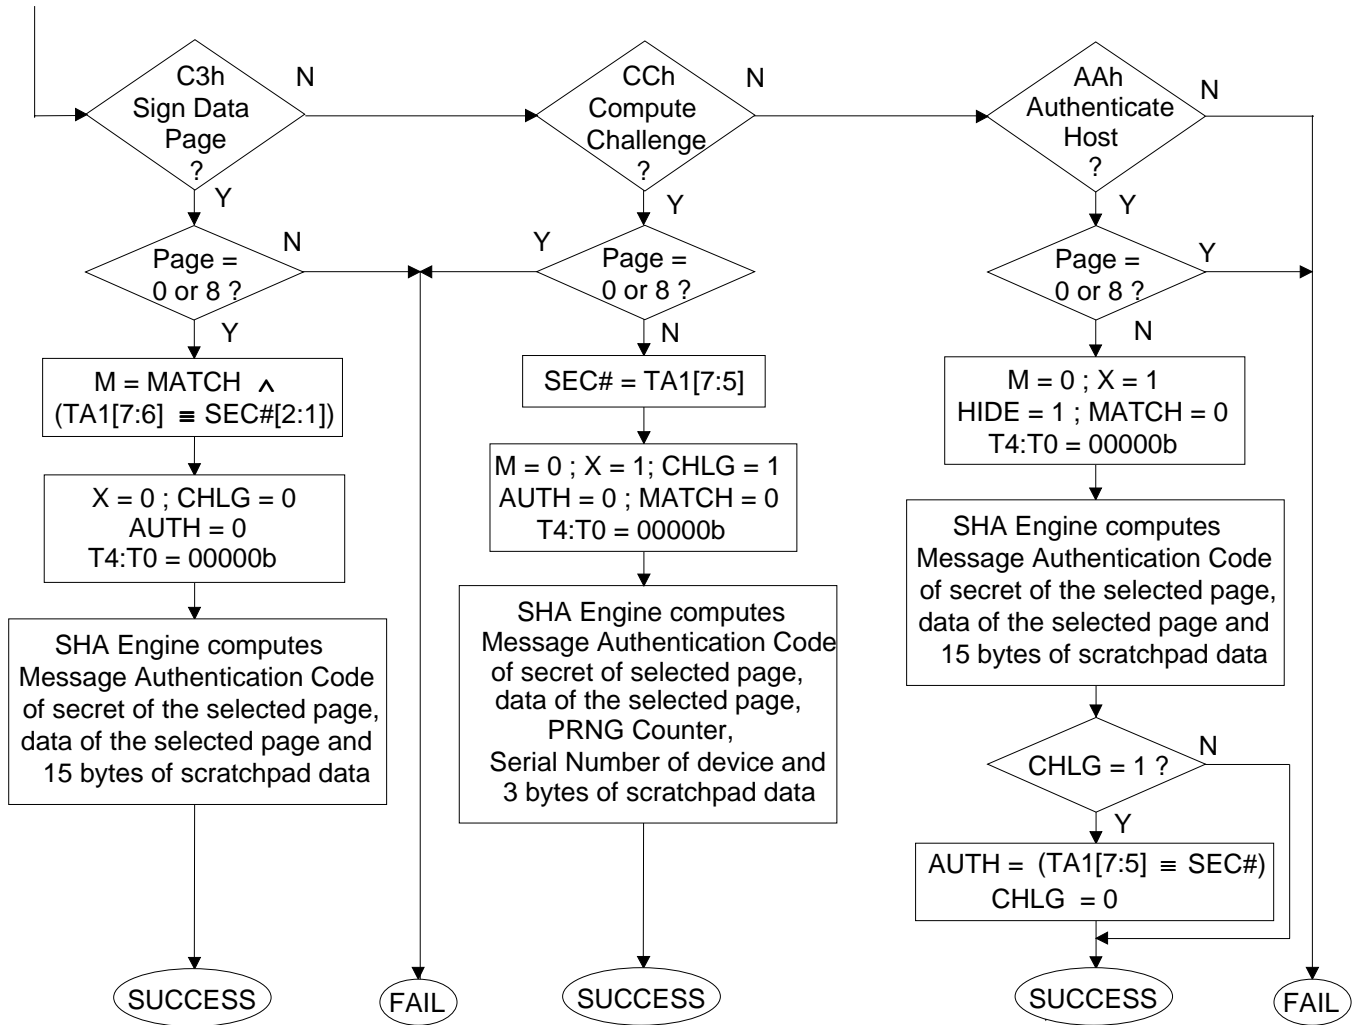 C3h
Sign Data
Page
?
N
Y
CCh
Compute
Challenge
?
N
Y
AAh
Authenticate
Host
?
N
Y
Page =
0 or 8 ?
N
Y
Page =
0 or 8 ?
Y
N
Page =
0 or 8 ?
Y
N
M = MATCH ∧
(TA1[7:6] ≡ SEC#[2:1])
X = 0 ; CHLG = 0
AUTH = 0
T4:T0 = 00000b
SHA Engine computes
Message Authentication Code
of secret of the selected page,
data of the selected page and
15 bytes of scratchpad data
SUCCESS
FAIL
SEC# = TA1[7:5]
M = 0 ; X = 1; CHLG = 1
AUTH = 0 ; MATCH = 0
T4:T0 = 00000b
SHA Engine computes
Message Authentication Code
of secret of selected page,
data of the selected page,
PRNG Counter,
Serial Number of device and
3 bytes of scratchpad data
SUCCESS
M = 0 ; X = 1
HIDE = 1 ; MATCH = 0
T4:T0 = 00000b
SHA Engine computes
Message Authentication Code
of secret of the selected page,
data of the selected page and
15 bytes of scratchpad data
CHLG = 1 ?
N
Y
AUTH = (TA1[7:5] ≡ SEC#)
CHLG = 0
SUCCESS
FAIL